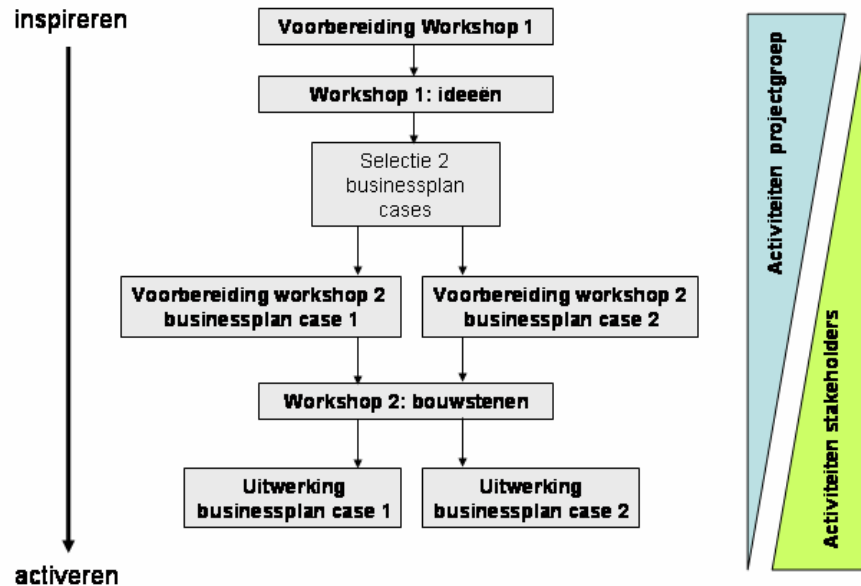 inspireren
Voorbereiding Workshop 1
Workshop 1: ideeën
Selectie 2
businessplan
cases
Voorbereiding workshop 2
businessplan case 1
Voorbereiding workshop 2
businessplan case 2
Workshop 2: bouwstenen
Uitwerking
businessplan case 1
Uitwerking
businessplan case 2
activeren
Activiteiten projectgroep
Activiteiten stakeholders